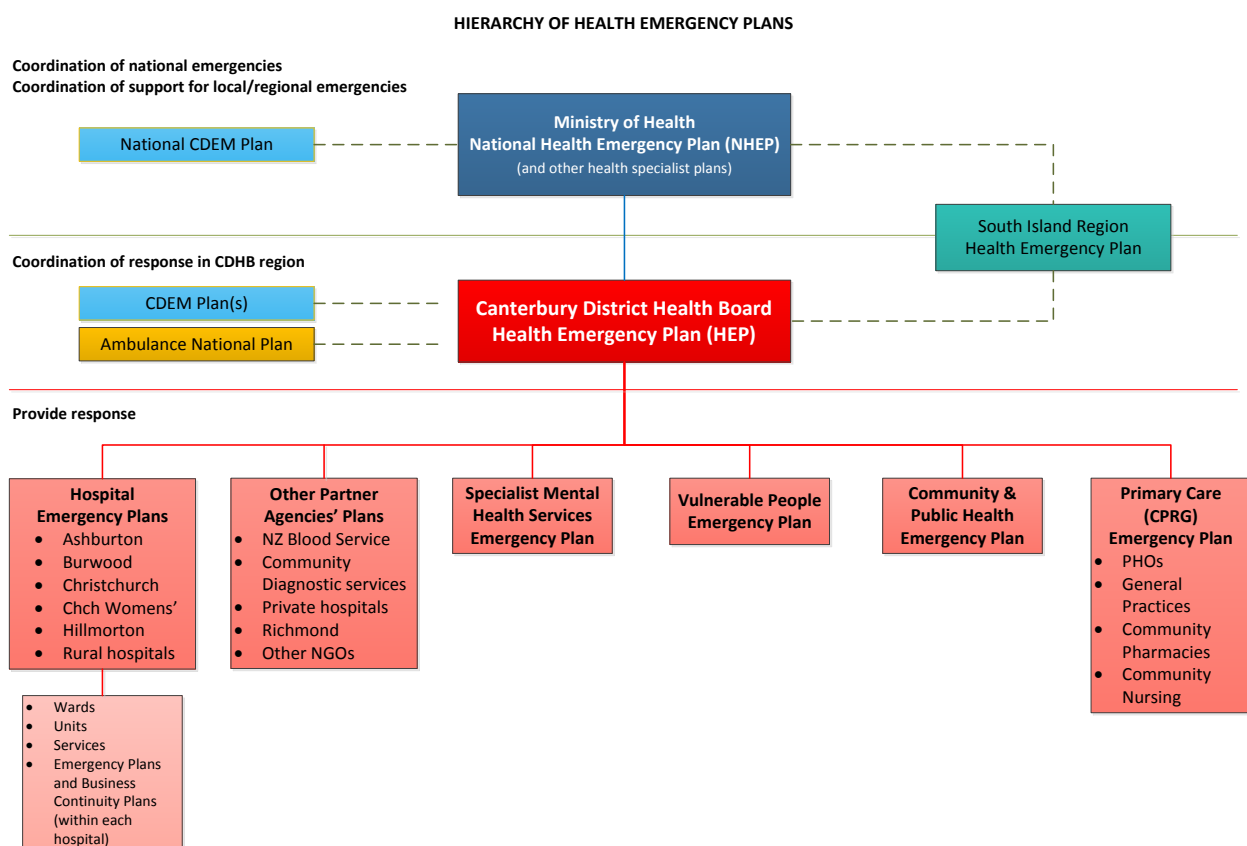 HIERARCHY OF HEALTH EMERGENCY PLANS
Coordination of national emergencies
Coordination of support for local/regional emergencies
National CDEM Plan
Ministry of Health
National Health Emergency Plan (NHEP)
(and other health specialist plans)
South Island Region
Health Emergency Plan
Coordination of response in CDHB region
CDEM Plan(s)
Ambulance National Plan
Canterbury District Health Board
Health Emergency Plan (HEP)
Provide response
Hospital
Emergency Plans
• Ashburton
• Burwood
• Christchurch
• Chch Womens’
• Hillmorton
• Rural hospitals
• Wards
• Units
• Services
• Emergency Plans
and Business
Continuity Plans
(within each
hospital)
Other Partner
Agencies’ Plans
• NZ Blood Service
• Community
Diagnostic services
• Private hospitals
• Richmond
• Other NGOs
Specialist Mental
Health Services
Emergency Plan
Vulnerable People
Emergency Plan
Community &
Public Health
Emergency Plan
Primary Care
(CPRG)
Emergency Plan
• PHOs
• General
Practices
• Community
Pharmacies
• Community
Nursing